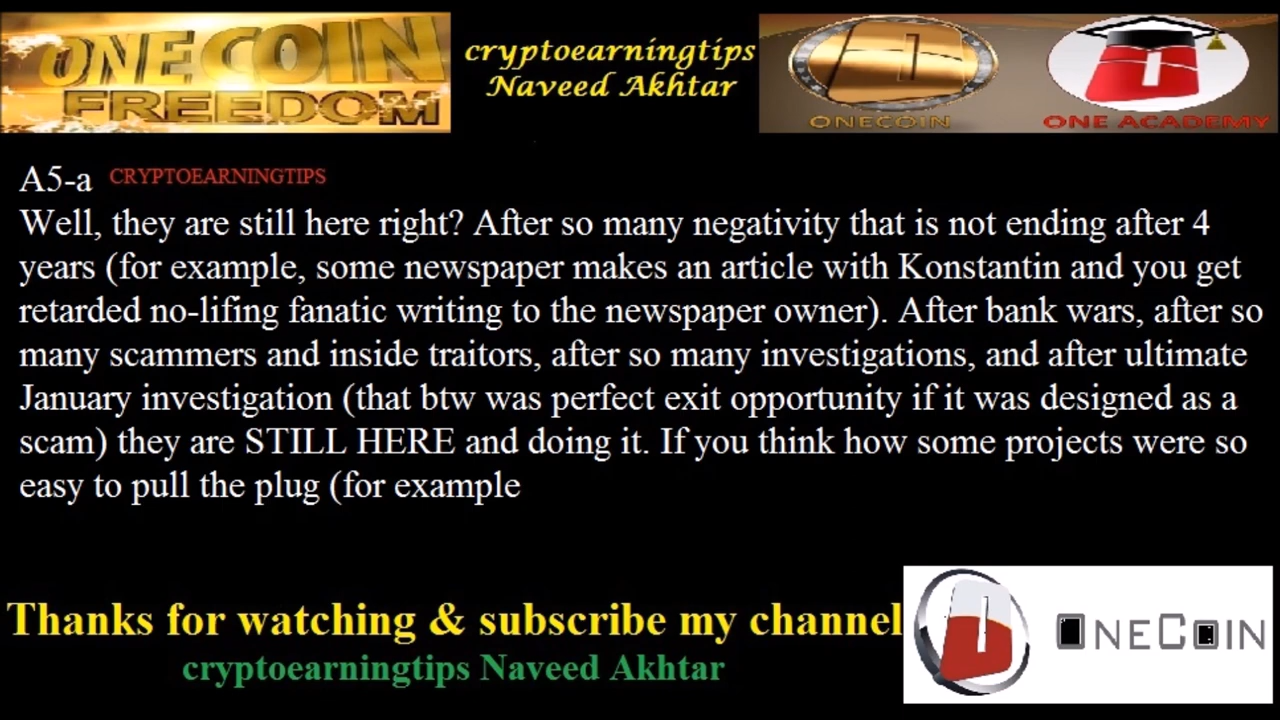 ONE COIN
FREEDOM
cryptoearningtips
Naveed Akhtar
ONECOIN
ONE ACADEMY
A5-a CRYPTOEARNINGTIPS
Well, they are still here right? After so many negativity that is not ending after 4
years (for example, some newspaper makes an article with Konstantin and you get
retarded no-lifing fanatic writing to the newspaper owner). After bank wars, after so
many scammers and inside traitors, after so many investigations, and after ultimate
January investigation (that btw was perfect exit opportunity if it was designed as a
scam) they are STILL HERE and doing it. If you think how some projects were so
easy to pull the plug (for example
Thanks for watching & subscribe my channel
cryptoearningtips Naveed Akhtar
ONECOIN